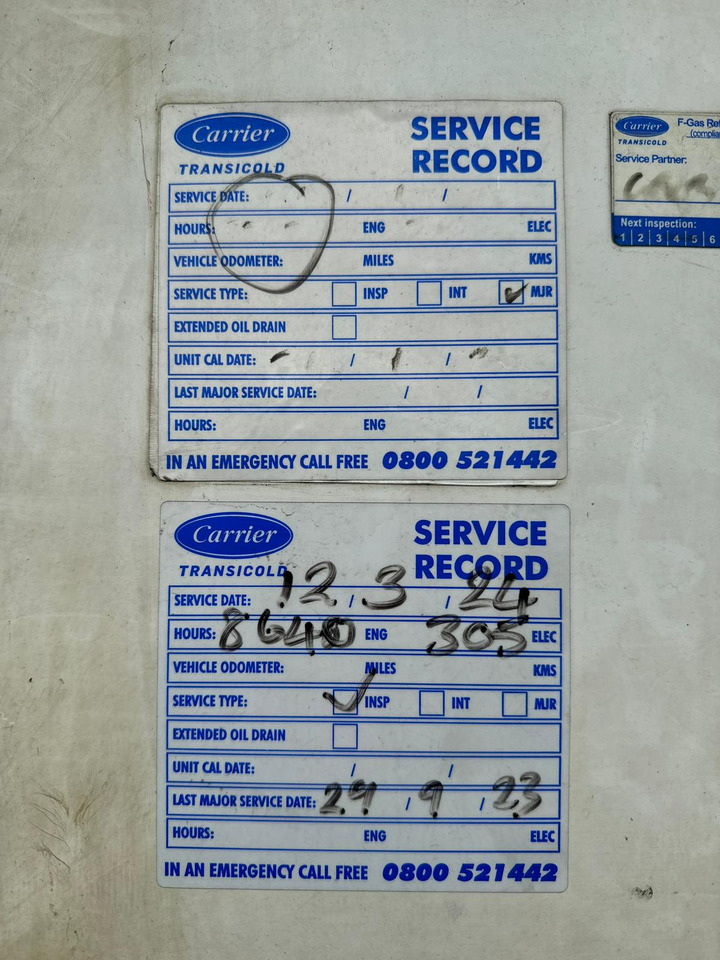 Carrier
TRANSICOLD
SERVICE RECORD
SERVICE DATE: / /
HOURS: ENG ELEC
VEHICLE ODOMETER: MILES KMS
SERVICE TYPE: INSP INT ✓ MJR
EXTENDED OIL DRAIN
UNIT CAL DATE: / /
LAST MAJOR SERVICE DATE: / /
HOURS: ENG ELEC
IN AN EMERGENCY CALL FREE 0800 521442
Carrier
TRANSICOLD
SERVICE RECORD
SERVICE DATE: 12 / 3 / 24
HOURS: 8640 ENG 305 ELEC
VEHICLE ODOMETER: MILES KMS
SERVICE TYPE: ✓ INSP INT MJR
EXTENDED OIL DRAIN
UNIT CAL DATE: / /
LAST MAJOR SERVICE DATE: 29 / 9 / 23
HOURS: ENG ELEC
IN AN EMERGENCY CALL FREE 0800 521442
Carrier
TRANSICOLD
F-Gas
Service Partner:
Next inspection:
1 2 3 4 5 6